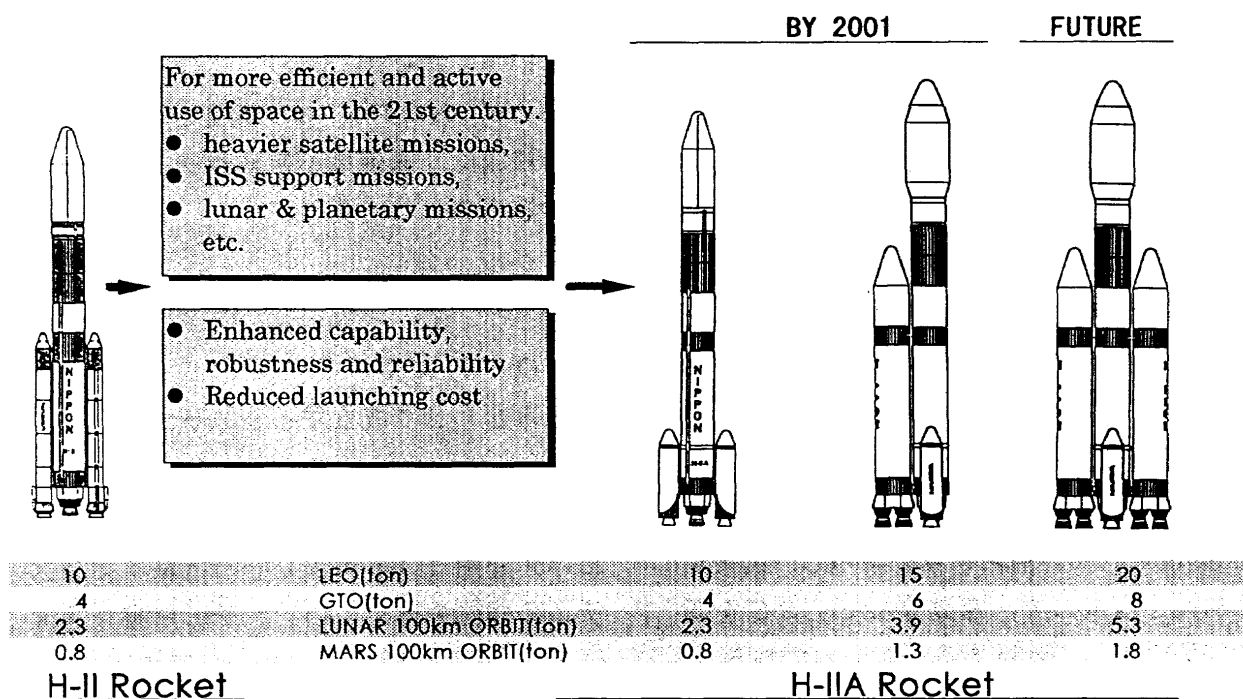 BY 2001 FUTURE
For more efficient and active
use of space in the 21st century.
● heavier satellite missions,
● ISS support missions,
● lunar & planetary missions,
etc.
● Enhanced capability,
robustness and reliability
● Reduced launching cost
NIPPON
NIPPON
10 LEO(ton) 10 15 20
4 GTO(ton) 4 6 8
2.3 LUNAR 100km ORBIT(ton) 2.3 3.9 5.3
0.8 MARS 100km ORBIT(ton) 0.8 1.3 1.8
H-II Rocket H-IIA Rocket